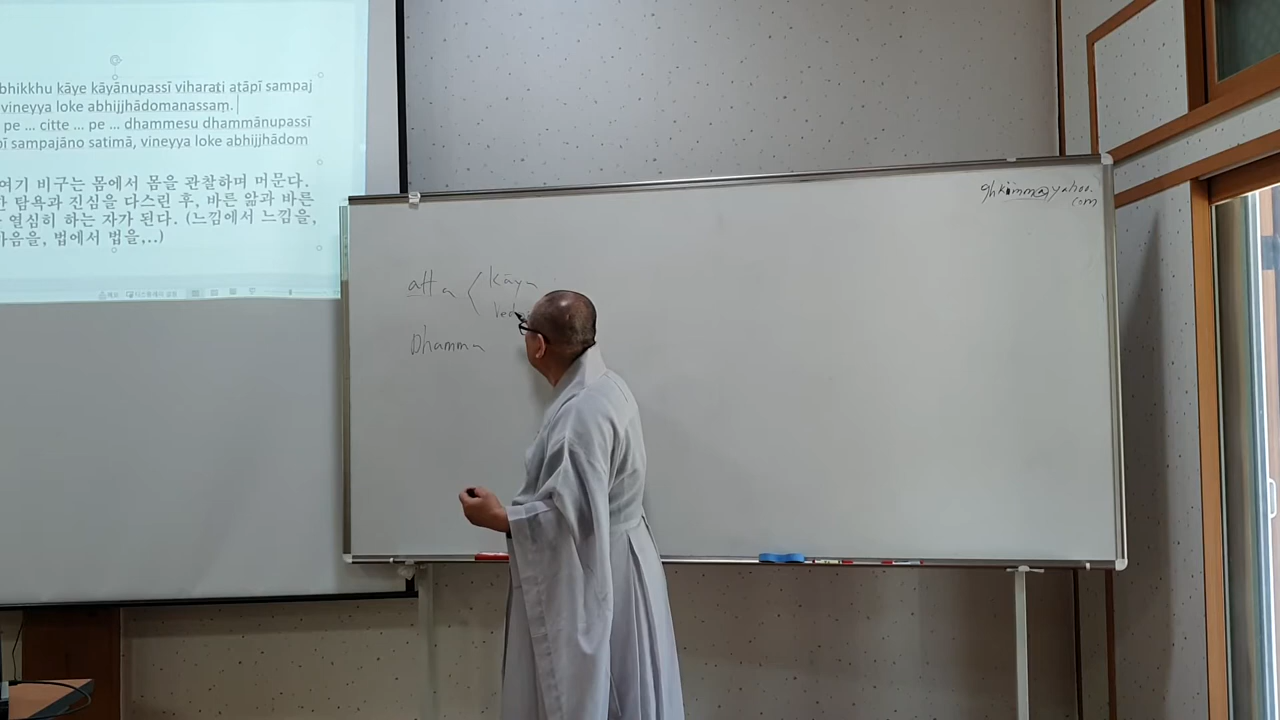 bhikkhu kāye kāyānupassī viharati atāpī sampaj
vineyya loke abhijjhādomanassaṃ.
pe ... citte ... pe ... dhammesu dhammānupassī
pī sampajāno satimā, vineyya loke abhijjhādom
여기 비구는 몸에서 몸을 관찰하며 머문다.
한 탐욕과 진심을 다스린 후, 바른 앎과 바른
열심히 하는 자가 된다. (느낌에서 느낌을,
마음을, 법에서 법을,..)
atta < Kāya
Ved
Dhamma
ghkimm@yahoo.
com